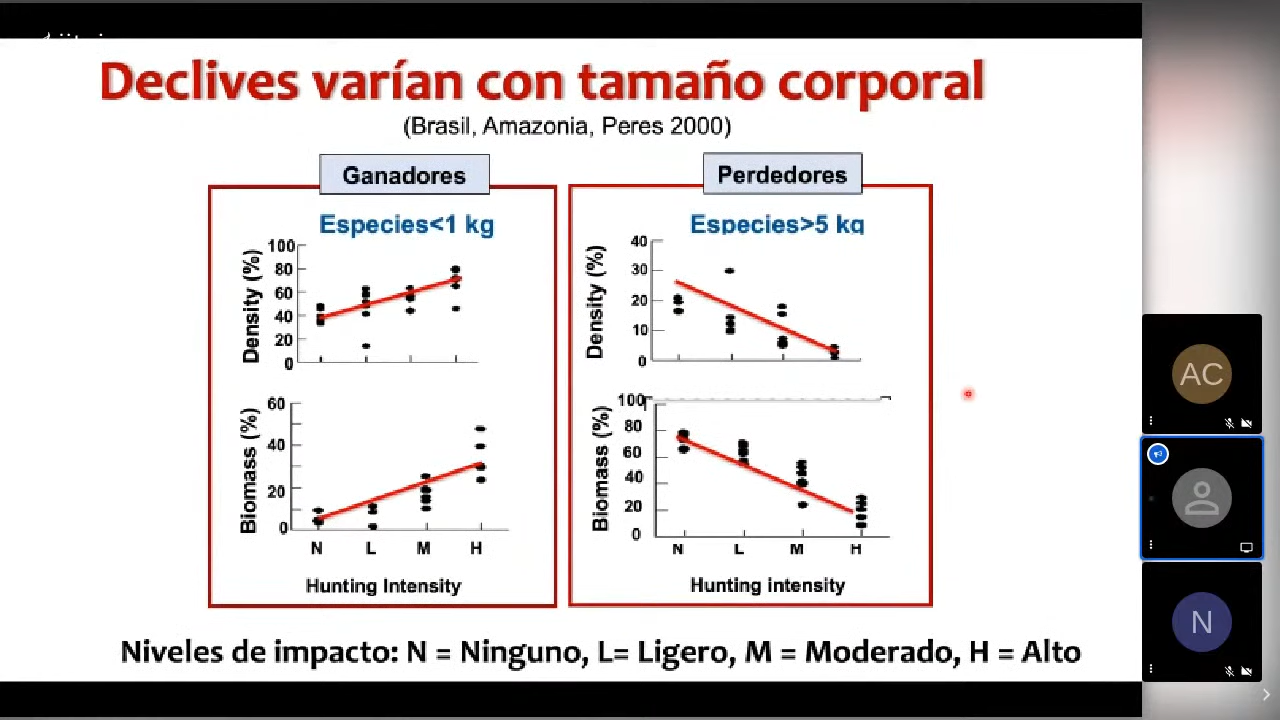 Declives varían con tamaño corporal
(Brasil, Amazonia, Peres 2000)
Ganadores
Especies<1 kg
Density (%)
100
80
60
40
20
0
Biomass (%)
60
40
20
0
N L M H
Hunting Intensity
Perdedores
Especies>5 kg
Density (%)
40
30
20
10
0
Biomass (%)
100
80
60
40
20
0
N L M H
Hunting intensity
Niveles de impacto: N = Ninguno, L= Ligero, M = Moderado, H = Alto
AC
N